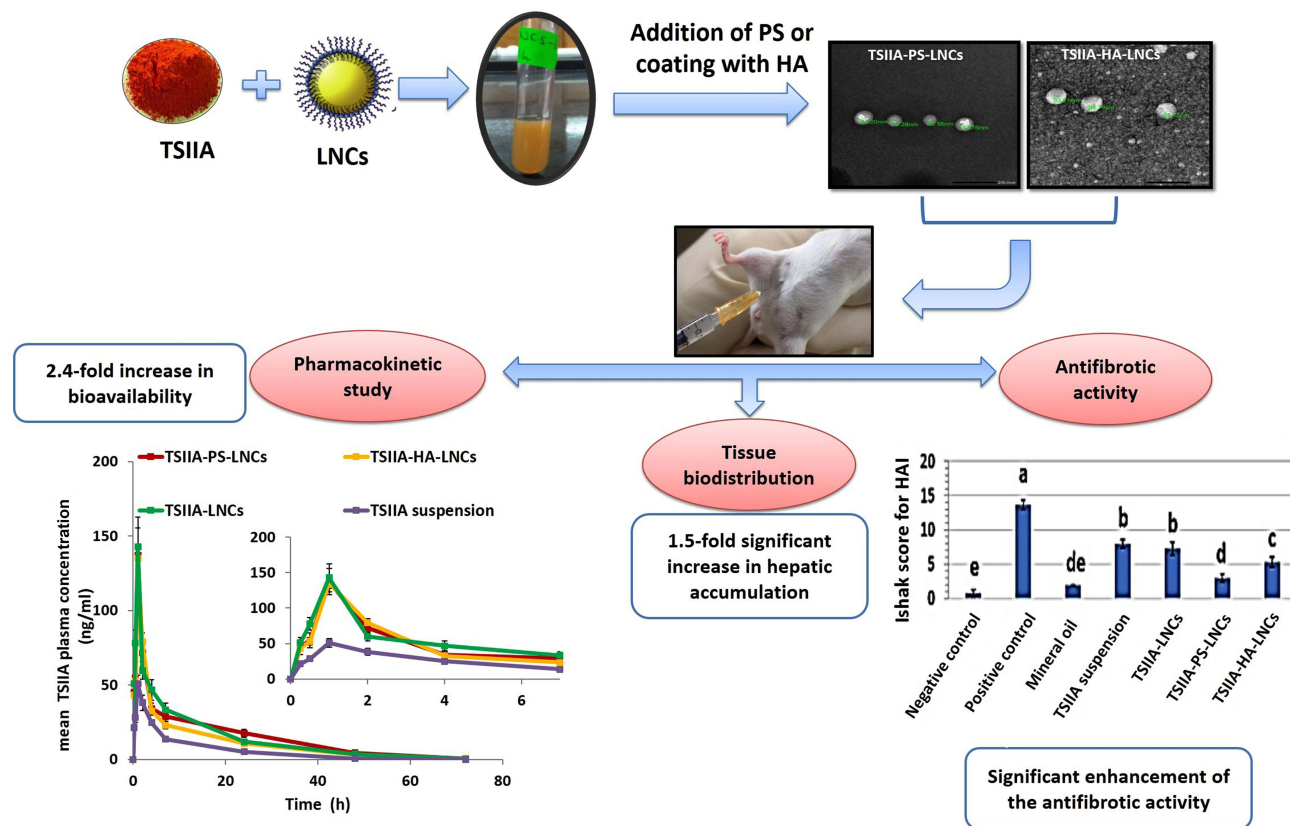 TSIIA
LNCs
Addition of PS or
coating with HA
TSIIA-PS-LNCs
TSIIA-HA-LNCs
2.4-fold increase in
bioavailability
Pharmacokinetic
study
Tissue
biodistribution
1.5-fold significant
increase in hepatic
accumulation
Antifibrotic
activity
TSIIA-PS-LNCs
TSIIA-HA-LNCs
TSIIA-LNCs
TSIIA suspension
mean TSIIA plasma concentration
(ng/ml)
200
150
100
50
0
0
20
40
60
80
Time (h)
200
150
100
50
0
0
2
4
6
Ishak score for HAI
20
15
10
5
0
e
a
de
b
b
d
c
Negative control
Positive control
Mineral oil
TSIIA suspension
TSIIA-LNCs
TSIIA-PS-LNCs
TSIIA-HA-LNCs
Significant enhancement of
the antifibrotic activity